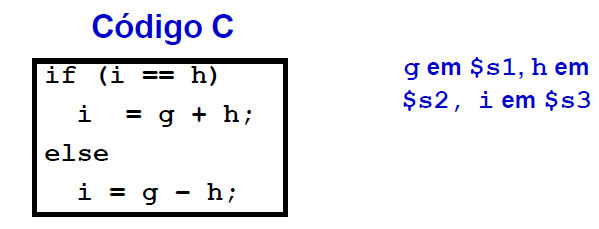 Código C
if (i == h)
i = g + h;
else
i = g - h;
g em $s1, h em
$s2, i em $s3